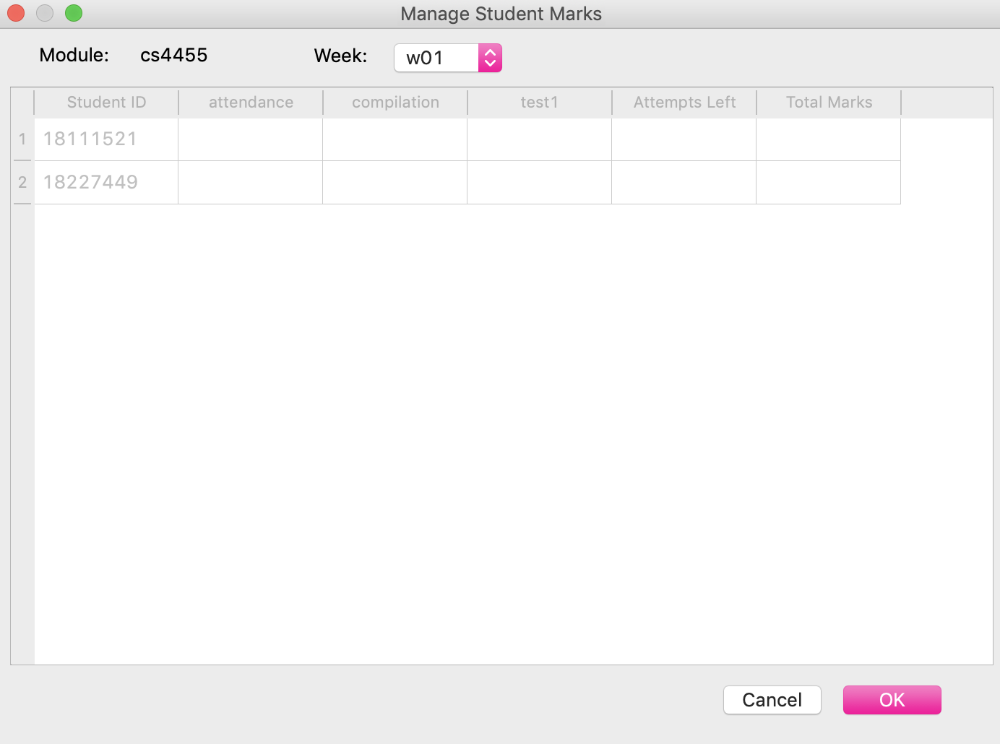 Manage Student Marks
Module: cs4455 Week: w01
Student ID attendance compilation test1 Attempts Left Total Marks
1 18111521
2 18227449
Cancel OK